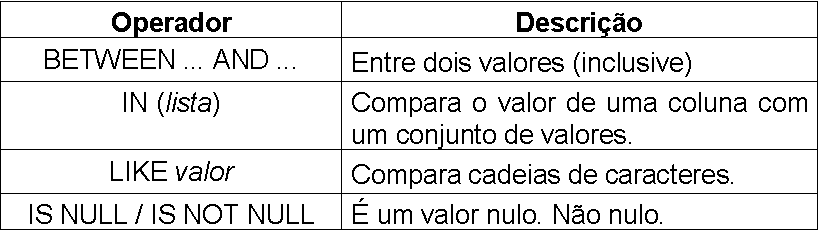 Operador Descrição
BETWEEN ... AND ... Entre dois valores (inclusive)
IN (lista) Compara o valor de uma coluna com
um conjunto de valores.
LIKE valor Compara cadeias de caracteres.
IS NULL / IS NOT NULL É um valor nulo. Não nulo.